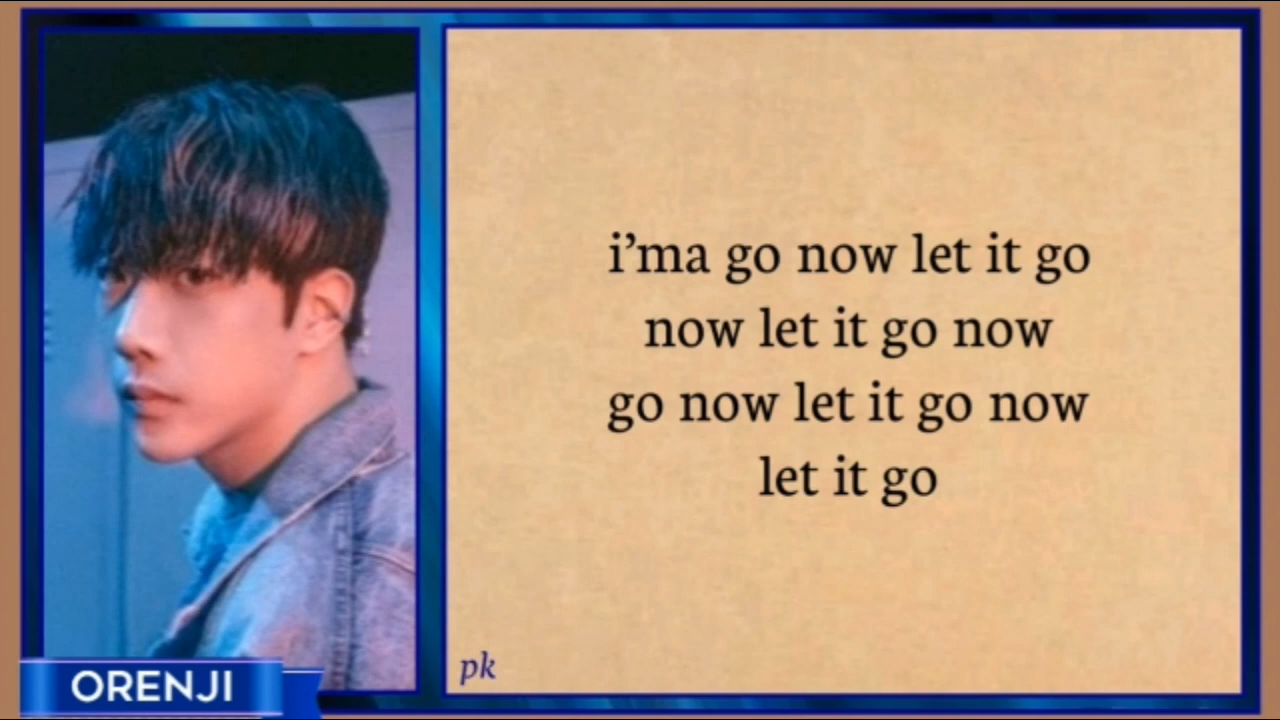 i’ma go now let it go
now let it go now
go now let it go now
let it go
pk
ORENJI